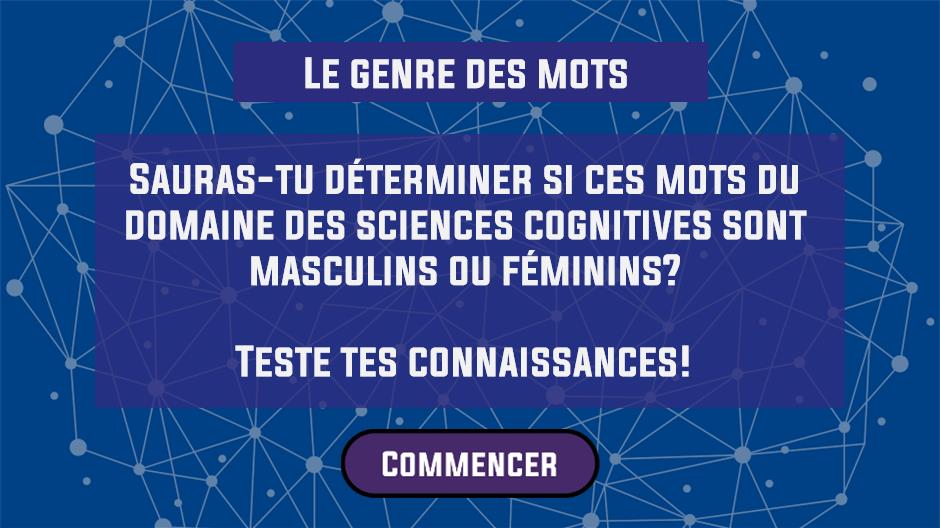 Le genre des mots
Sauras-tu déterminer si ces mots du
domaine des sciences cognitives sont
masculins ou féminins?
Teste tes connaissances!
Commencer